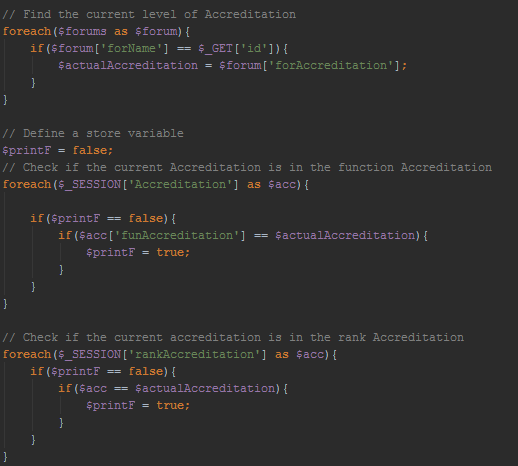 // Find the current level of Accreditation
foreach($forums as $forum){
    if($forum['forName'] == $_GET['id']){
        $actualAccreditation = $forum['forAccreditation'];
    }
}

// Define a store variable
$printF = false;
// Check if the current Accreditation is in the function Accreditation
foreach($_SESSION['Accreditation'] as $acc){

    if($printF == false){
        if($acc['funAccreditation'] == $actualAccreditation){
            $printF = true;
        }
    }
}

// Check if the current accreditation is in the rank Accreditation
foreach($_SESSION['rankAccreditation'] as $acc){
    if($printF == false){
        if($acc == $actualAccreditation){
            $printF = true;
        }
    }
}